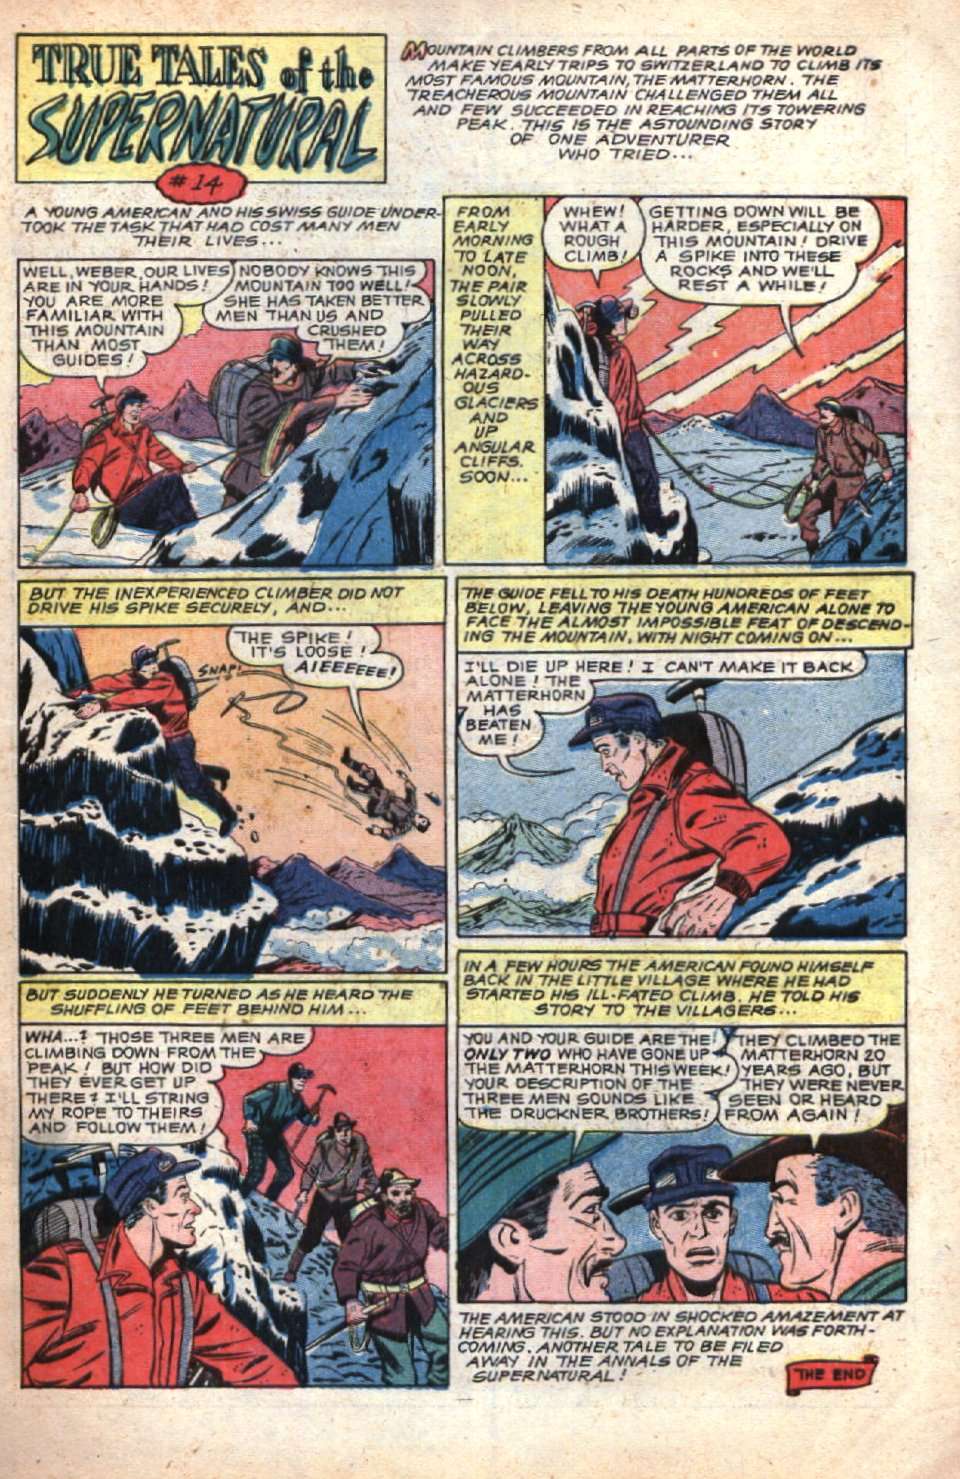 TRUE TALES of the
SUPERNATURAL
#14
MOUNTAIN CLIMBERS FROM ALL PARTS OF THE WORLD
MAKE YEARLY TRIPS TO SWITZERLAND TO CLIMB ITS
MOST FAMOUS MOUNTAIN, THE MATTERHORN. THE
TREACHEROUS MOUNTAIN CHALLENGED THEM ALL
AND FEW SUCCEEDED IN REACHING ITS TOWERING
PEAK. THIS IS THE ASTOUNDING STORY
OF ONE ADVENTURER
WHO TRIED...
A YOUNG AMERICAN AND HIS SWISS GUIDE UNDER-
TOOK THE TASK THAT HAD COST MANY MEN
THEIR LIVES...
WELL, WEBER, OUR LIVES
ARE IN YOUR HANDS!
YOU ARE MORE
FAMILIAR WITH
THIS MOUNTAIN
THAN MOST
GUIDES!
NOBODY KNOWS THIS
MOUNTAIN TOO WELL!
SHE HAS TAKEN BETTER
MEN THAN US AND
CRUSHED
THEM!
FROM
EARLY
MORNING
TO LATE
NOON,
THE PAIR
SLOWLY
PULLED
THEIR
WAY
ACROSS
HAZARD-
OUS
GLACIERS
AND
UP
ANGULAR
CLIFFS.
SOON...
WHEW!
WHAT A
ROUGH
CLIMB!
GETTING DOWN WILL BE
HARDER, ESPECIALLY ON
THIS MOUNTAIN! DRIVE
A SPIKE INTO THESE
ROCKS AND WE'LL
REST A WHILE!
BUT THE INEXPERIENCED CLIMBER DID NOT
DRIVE HIS SPIKE SECURELY, AND...
SNAP!
THE SPIKE!
IT'S LOOSE!
AIEEEEEE!
THE GUIDE FELL TO HIS DEATH HUNDREDS OF FEET
BELOW, LEAVING THE YOUNG AMERICAN ALONE TO
FACE THE ALMOST IMPOSSIBLE FEAT OF DESCEND-
ING THE MOUNTAIN, WITH NIGHT COMING ON...
I'LL DIE UP HERE! I CAN'T MAKE IT BACK
ALONE! THE
MATTERHORN
HAS
BEATEN
ME!
BUT SUDDENLY HE TURNED AS HE HEARD THE
SHUFFLING OF FEET BEHIND HIM...
WHA...? THOSE THREE MEN ARE
CLIMBING DOWN FROM THE
PEAK! BUT HOW DID
THEY EVER GET UP
THERE? I'LL STRING
MY ROPE TO THEIRS
AND FOLLOW THEM!
IN A FEW HOURS THE AMERICAN FOUND HIMSELF
BACK IN THE LITTLE VILLAGE WHERE HE HAD
STARTED HIS ILL-FATED CLIMB. HE TOLD HIS
STORY TO THE VILLAGERS...
YOU AND YOUR GUIDE ARE THE
ONLY TWO WHO HAVE GONE UP
THE MATTERHORN THIS WEEK!
YOUR DESCRIPTION OF THE
THREE MEN SOUNDS LIKE
THE DRUCKNER BROTHERS!
THEY CLIMBED THE
MATTERHORN 20
YEARS AGO, BUT
THEY WERE NEVER
SEEN OR HEARD
FROM AGAIN!
THE AMERICAN STOOD IN SHOCKED AMAZEMENT AT
HEARING THIS. BUT NO EXPLANATION WAS FORTH-
COMING. ANOTHER TALE TO BE FILED
AWAY IN THE ANNALS OF THE
SUPERNATURAL!
THE END